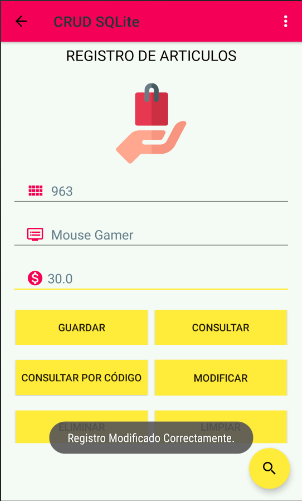 CRUD SQLite
REGISTRO DE ARTICULOS
963
Mouse Gamer
30.0
GUARDAR
CONSULTAR
CONSULTAR POR CÓDIGO
MODIFICAR
ELIMINAR
LIMPIAR
Registro Modificado Correctamente.